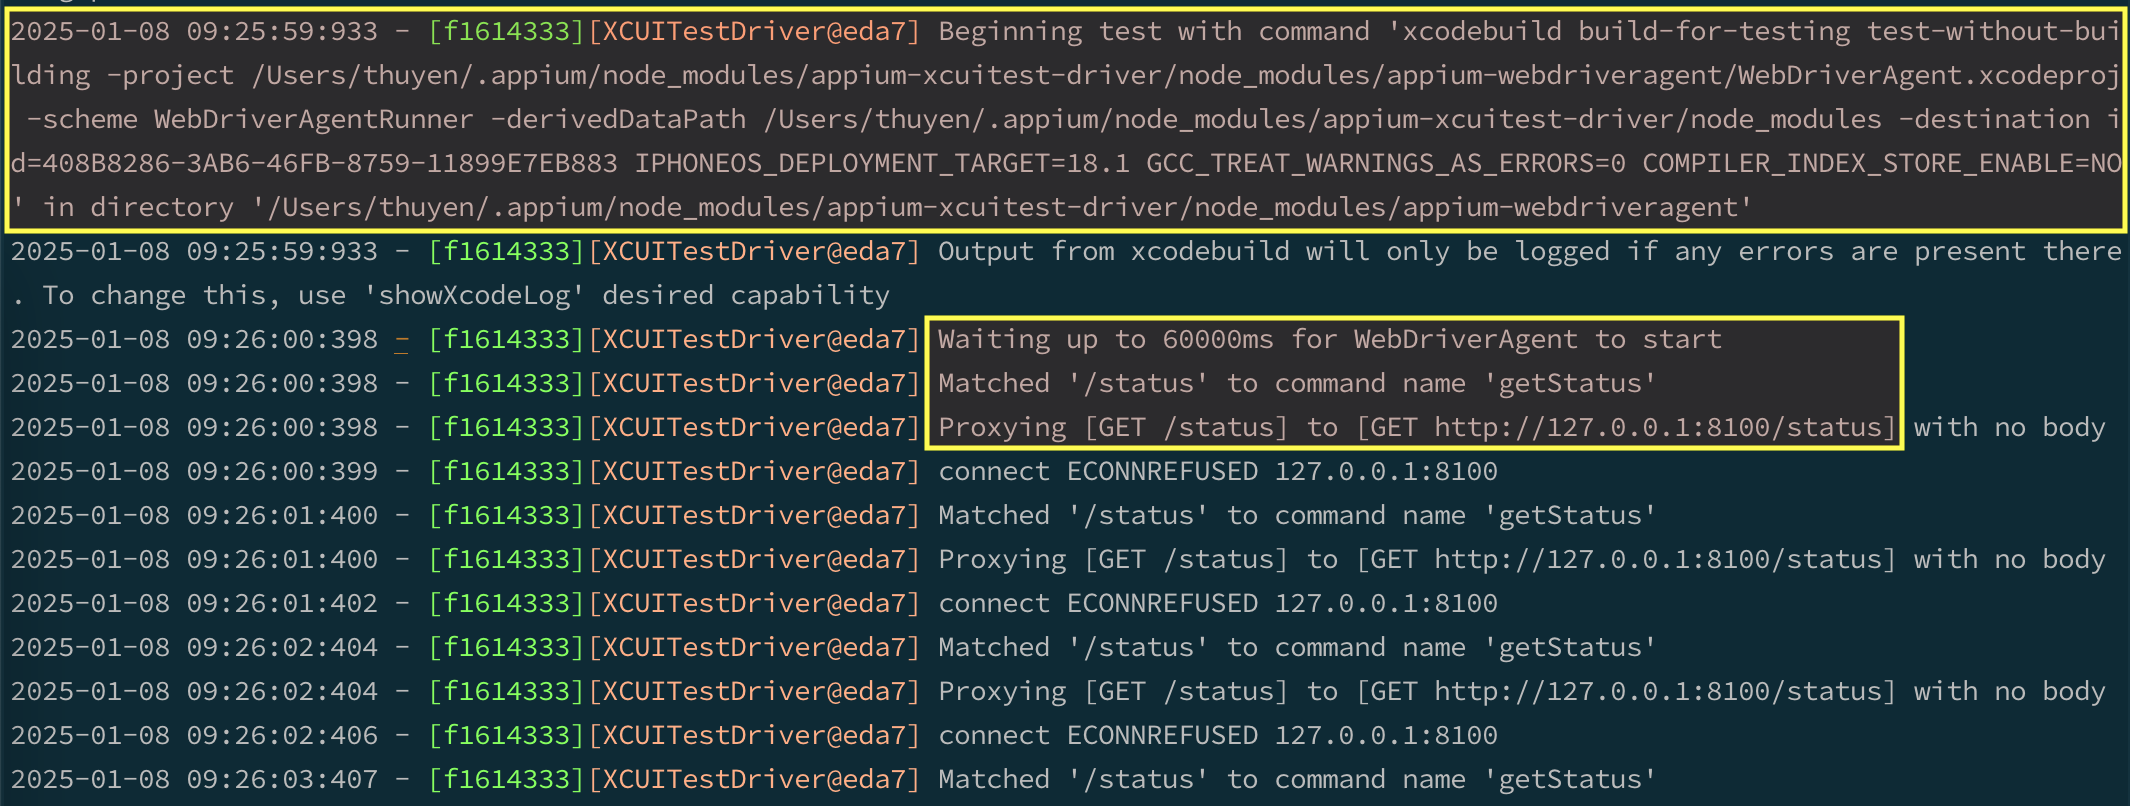 2025-01-08 09:25:59:933 - [f1614333][XCUITestDriver@eda7] Beginning test with command 'xcodebuild build-for-testing test-without-bui
lding -project /Users/thuyen/.appium/node_modules/appium-xcuitest-driver/node_modules/appium-webdriveragent/WebDriverAgent.xcodeproj
 -scheme WebDriverAgentRunner -derivedDataPath /Users/thuyen/.appium/node_modules/appium-xcuitest-driver/node_modules -destination i
d=408B8286-3AB6-46FB-8759-11899E7EB883 IPHONEOS_DEPLOYMENT_TARGET=18.1 GCC_TREAT_WARNINGS_AS_ERRORS=0 COMPILER_INDEX_STORE_ENABLE=NO
' in directory '/Users/thuyen/.appium/node_modules/appium-xcuitest-driver/node_modules/appium-webdriveragent'
2025-01-08 09:25:59:933 - [f1614333][XCUITestDriver@eda7] Output from xcodebuild will only be logged if any errors are present there
. To change this, use 'showXcodeLog' desired capability
2025-01-08 09:26:00:398 - [f1614333][XCUITestDriver@eda7] Waiting up to 60000ms for WebDriverAgent to start
2025-01-08 09:26:00:398 - [f1614333][XCUITestDriver@eda7] Matched '/status' to command name 'getStatus'
2025-01-08 09:26:00:398 - [f1614333][XCUITestDriver@eda7] Proxying [GET /status] to [GET http://127.0.0.1:8100/status] with no body
2025-01-08 09:26:00:399 - [f1614333][XCUITestDriver@eda7] connect ECONNREFUSED 127.0.0.1:8100
2025-01-08 09:26:01:400 - [f1614333][XCUITestDriver@eda7] Matched '/status' to command name 'getStatus'
2025-01-08 09:26:01:400 - [f1614333][XCUITestDriver@eda7] Proxying [GET /status] to [GET http://127.0.0.1:8100/status] with no body
2025-01-08 09:26:01:402 - [f1614333][XCUITestDriver@eda7] connect ECONNREFUSED 127.0.0.1:8100
2025-01-08 09:26:02:404 - [f1614333][XCUITestDriver@eda7] Matched '/status' to command name 'getStatus'
2025-01-08 09:26:02:404 - [f1614333][XCUITestDriver@eda7] Proxying [GET /status] to [GET http://127.0.0.1:8100/status] with no body
2025-01-08 09:26:02:406 - [f1614333][XCUITestDriver@eda7] connect ECONNREFUSED 127.0.0.1:8100
2025-01-08 09:26:03:407 - [f1614333][XCUITestDriver@eda7] Matched '/status' to command name 'getStatus'